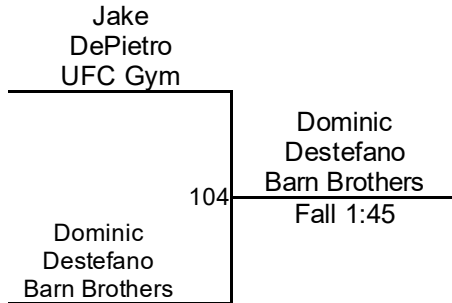 Jake
DePietro
UFC Gym
Dominic
Destefano
Barn Brothers
104
Fall 1:45
Dominic
Destefano
Barn Brothers